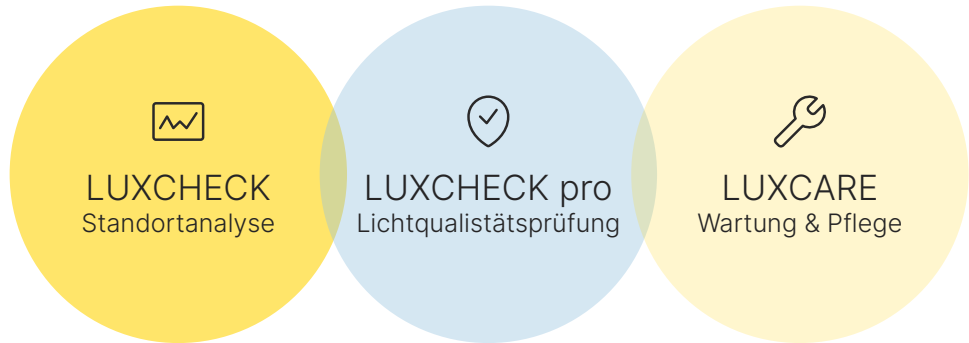 LUXCHECK
Standortanalyse
LUXCHECK pro
Lichtqualistätsprüfung
LUXCARE
Wartung & Pflege